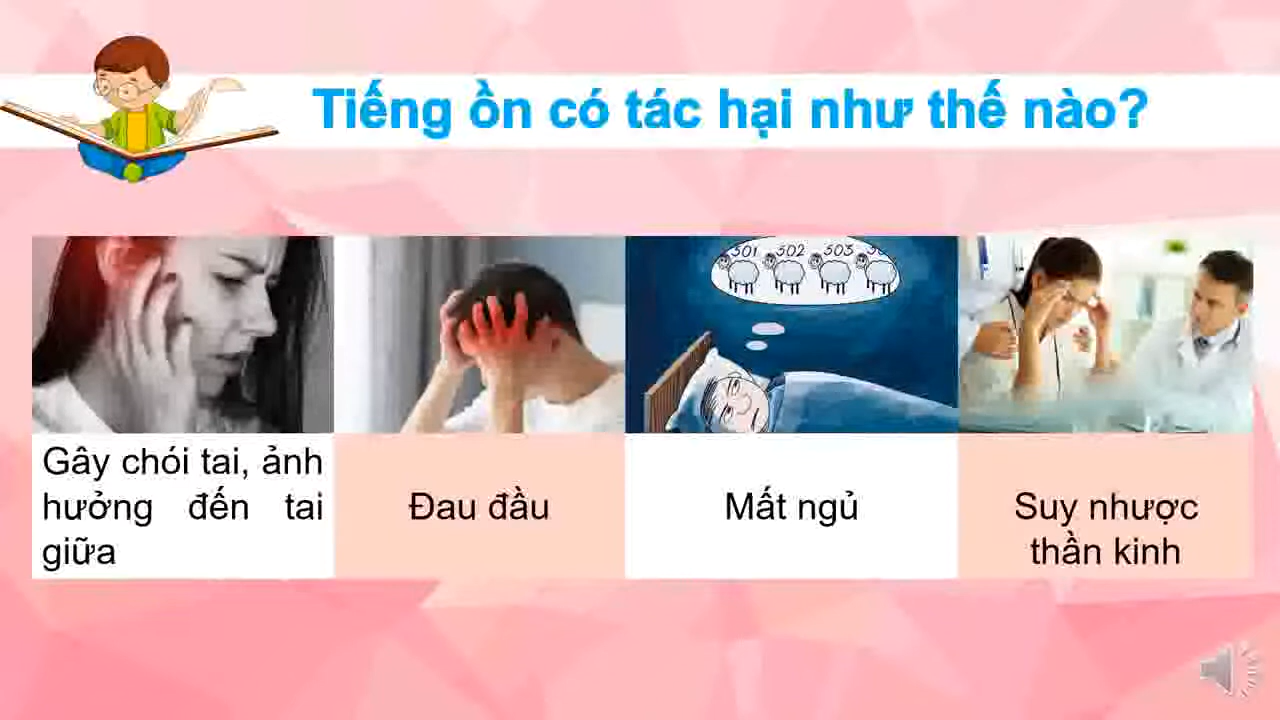 Tiếng ồn có tác hại như thế nào?
501 502 503
Gây chói tai, ảnh
hưởng đến tai
giữa
Đau đầu
Mất ngủ
Suy nhược
thần kinh